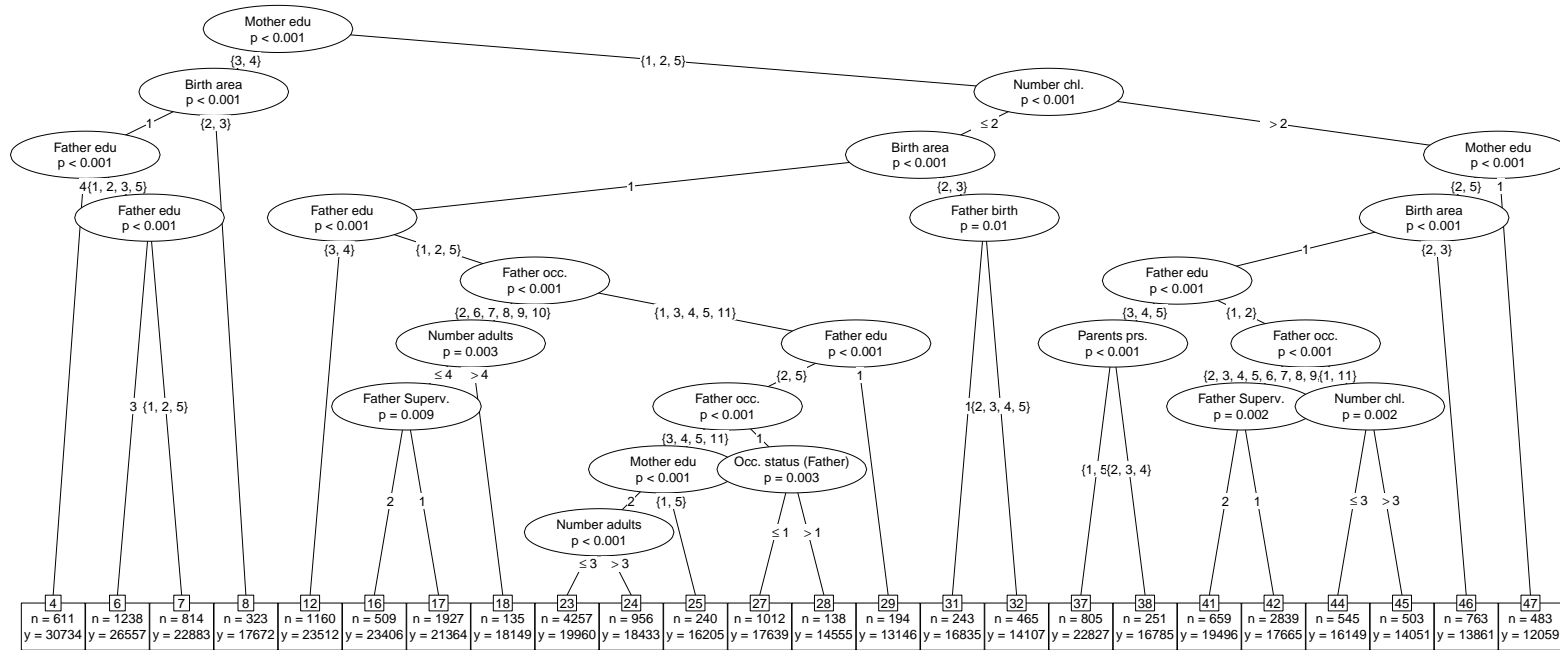 Mother edu
p < 0.001
{3, 4}
{1, 2, 5}
Birth area
p < 0.001
Number chl.
p < 0.001
1
{2, 3}
≤ 2
> 2
Father edu
p < 0.001
Birth area
p < 0.001
Mother edu
p < 0.001
4
{1, 2, 3, 5}
1
{2, 3}
{2, 5}
1
Father edu
p < 0.001
Father edu
p < 0.001
Father birth
p = 0.01
Birth area
p < 0.001
{3, 4}
{1, 2, 5}
1
{2, 3}
Father occ.
p < 0.001
Father edu
p < 0.001
{2, 6, 7, 8, 9, 10}
{1, 3, 4, 5, 11}
{3, 4, 5}
{1, 2}
Number adults
p = 0.003
Father edu
p < 0.001
Parents prs.
p < 0.001
Father occ.
p < 0.001
≤ 4
> 4
{2, 5}
1
{2, 3, 4, 5, 6, 7, 8, 9,
{1, 11}
Father Superv.
p = 0.009
Father occ.
p < 0.001
Father Superv.
p = 0.002
Number chl.
p = 0.002
3
{1, 2, 5}
1
{2, 3, 4, 5}
{3, 4, 5, 11}
1
Mother edu
p < 0.001
Occ. status (Father)
p = 0.003
{1, 5}
{2, 3, 4}
2
1
2
{1, 5}
2
1
≤ 3
> 3
Number adults
p < 0.001
≤ 1
> 1
≤ 3
> 3
4
n = 611
y = 30734
6
n = 1238
y = 26557
7
n = 814
y = 22883
8
n = 323
y = 17672
12
n = 1160
y = 23512
16
n = 509
y = 23406
17
n = 1927
y = 21364
18
n = 135
y = 18149
23
n = 4257
y = 19960
24
n = 956
y = 18433
25
n = 240
y = 16205
27
n = 1012
y = 17639
28
n = 138
y = 14555
29
n = 194
y = 13146
31
n = 243
y = 16835
32
n = 465
y = 14107
37
n = 805
y = 22827
38
n = 251
y = 16785
41
n = 659
y = 19496
42
n = 2839
y = 17665
44
n = 545
y = 16149
45
n = 503
y = 14051
46
n = 763
y = 13861
47
n = 483
y = 12059